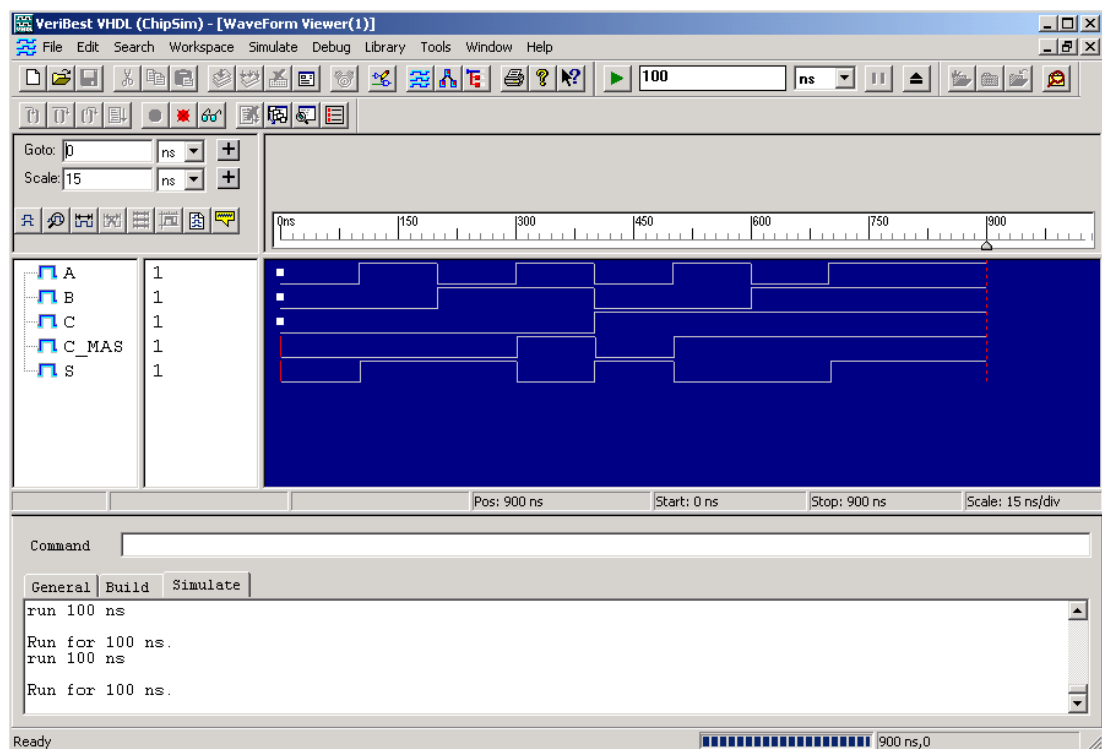 VeriBest VHDL (ChipSim) - [WaveForm Viewer(1)]
File Edit Search Workspace Simulate Debug Library Tools Window Help
100 ns
Goto: 0 ns
Scale: 15 ns
0ns 150 300 450 600 750 900
A 1
B 1
C 1
C_MAS 1
S 1
Pos: 900 ns Start: 0 ns Stop: 900 ns Scale: 15 ns/div
Command
General Build Simulate
run 100 ns
Run for 100 ns.
run 100 ns
Run for 100 ns.
Ready 900 ns,0